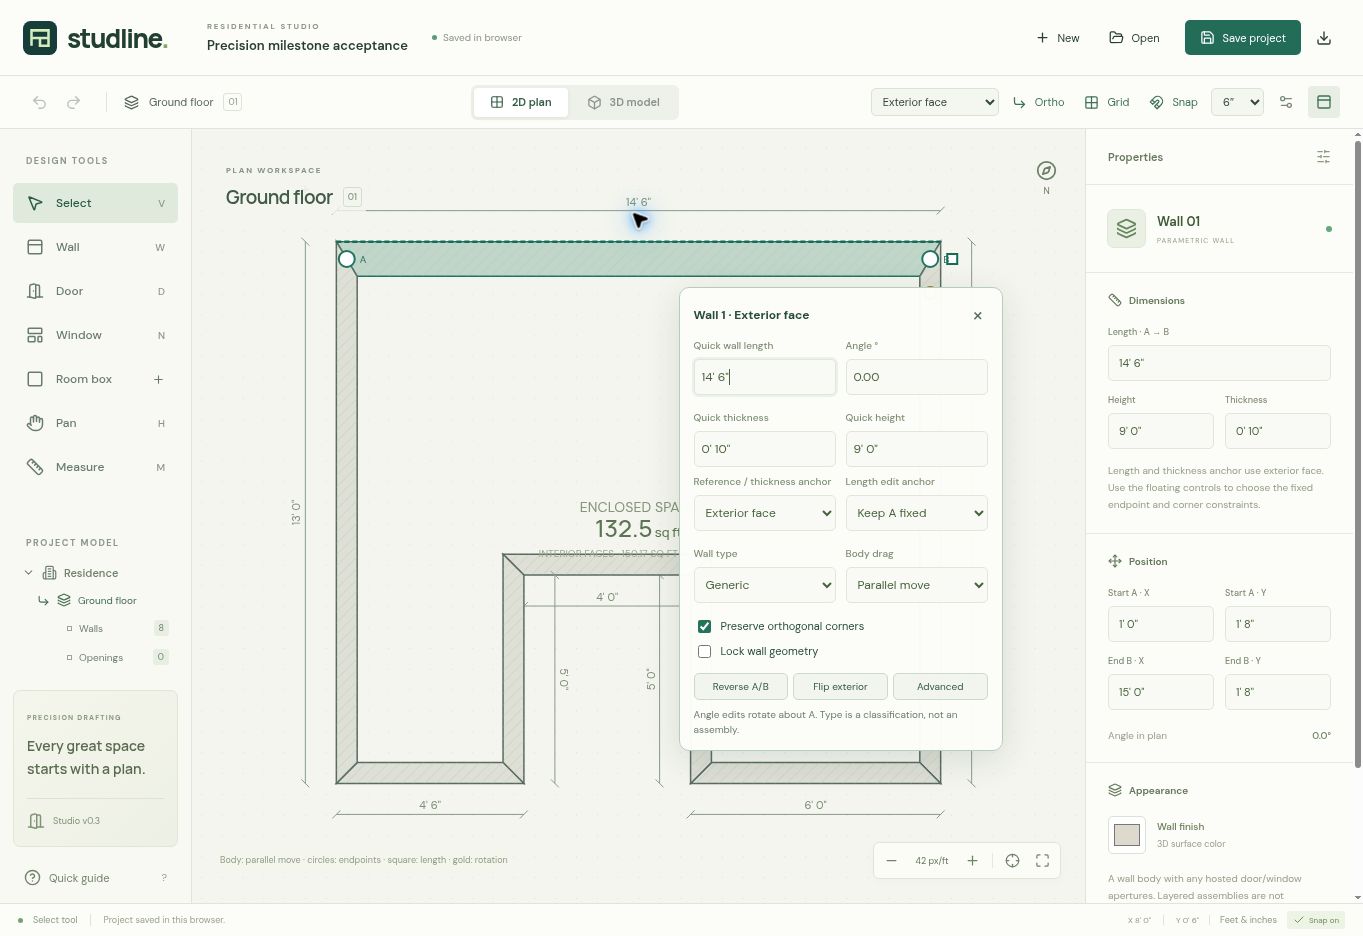 studline.
RESIDENTIAL STUDIO
Precision milestone acceptance
Saved in browser
New
Open
Save project
Ground floor 01
2D plan
3D model
Exterior face
Ortho
Grid
Snap
6"
DESIGN TOOLS
Select V
Wall W
Door D
Window N
Room box +
Pan H
Measure M
PROJECT MODEL
Residence
Ground floor
Walls 8
Openings 0
PRECISION DRAFTING
Every great space
starts with a plan.
Studio v0.3
Quick guide ?
PLAN WORKSPACE
Ground floor 01
N
14' 6"
A
13' 0"
ENCLOSED SPA
132.5 sq ft
4' 0"
5' 0"
5' 0"
4' 6"
6' 0"
Wall 1 · Exterior face ×
Quick wall length Angle °
14' 6" 0.00
Quick thickness Quick height
0' 10" 9' 0"
Reference / thickness anchor Length edit anchor
Exterior face Keep A fixed
Wall type Body drag
Generic Parallel move
Preserve orthogonal corners
Lock wall geometry
Reverse A/B Flip exterior Advanced
Angle edits rotate about A. Type is a classification, not an
assembly.
Body: parallel move · circles: endpoints · square: length · gold: rotation
42 px/ft
Properties
Wall 01
PARAMETRIC WALL
Dimensions
Length · A → B
14' 6"
Height Thickness
9' 0" 0' 10"
Length and thickness anchor use exterior face.
Use the floating controls to choose the fixed
endpoint and corner constraints.
Position
Start A · X Start A · Y
1' 0" 1' 8"
End B · X End B · Y
15' 0" 1' 8"
Angle in plan 0.0°
Appearance
Wall finish
3D surface color
A wall body with any hosted door/window
apertures. Layered assemblies are not
Select tool
Project saved in this browser.
X 8' 0"
Y 0' 6"
Feet & inches
Snap on